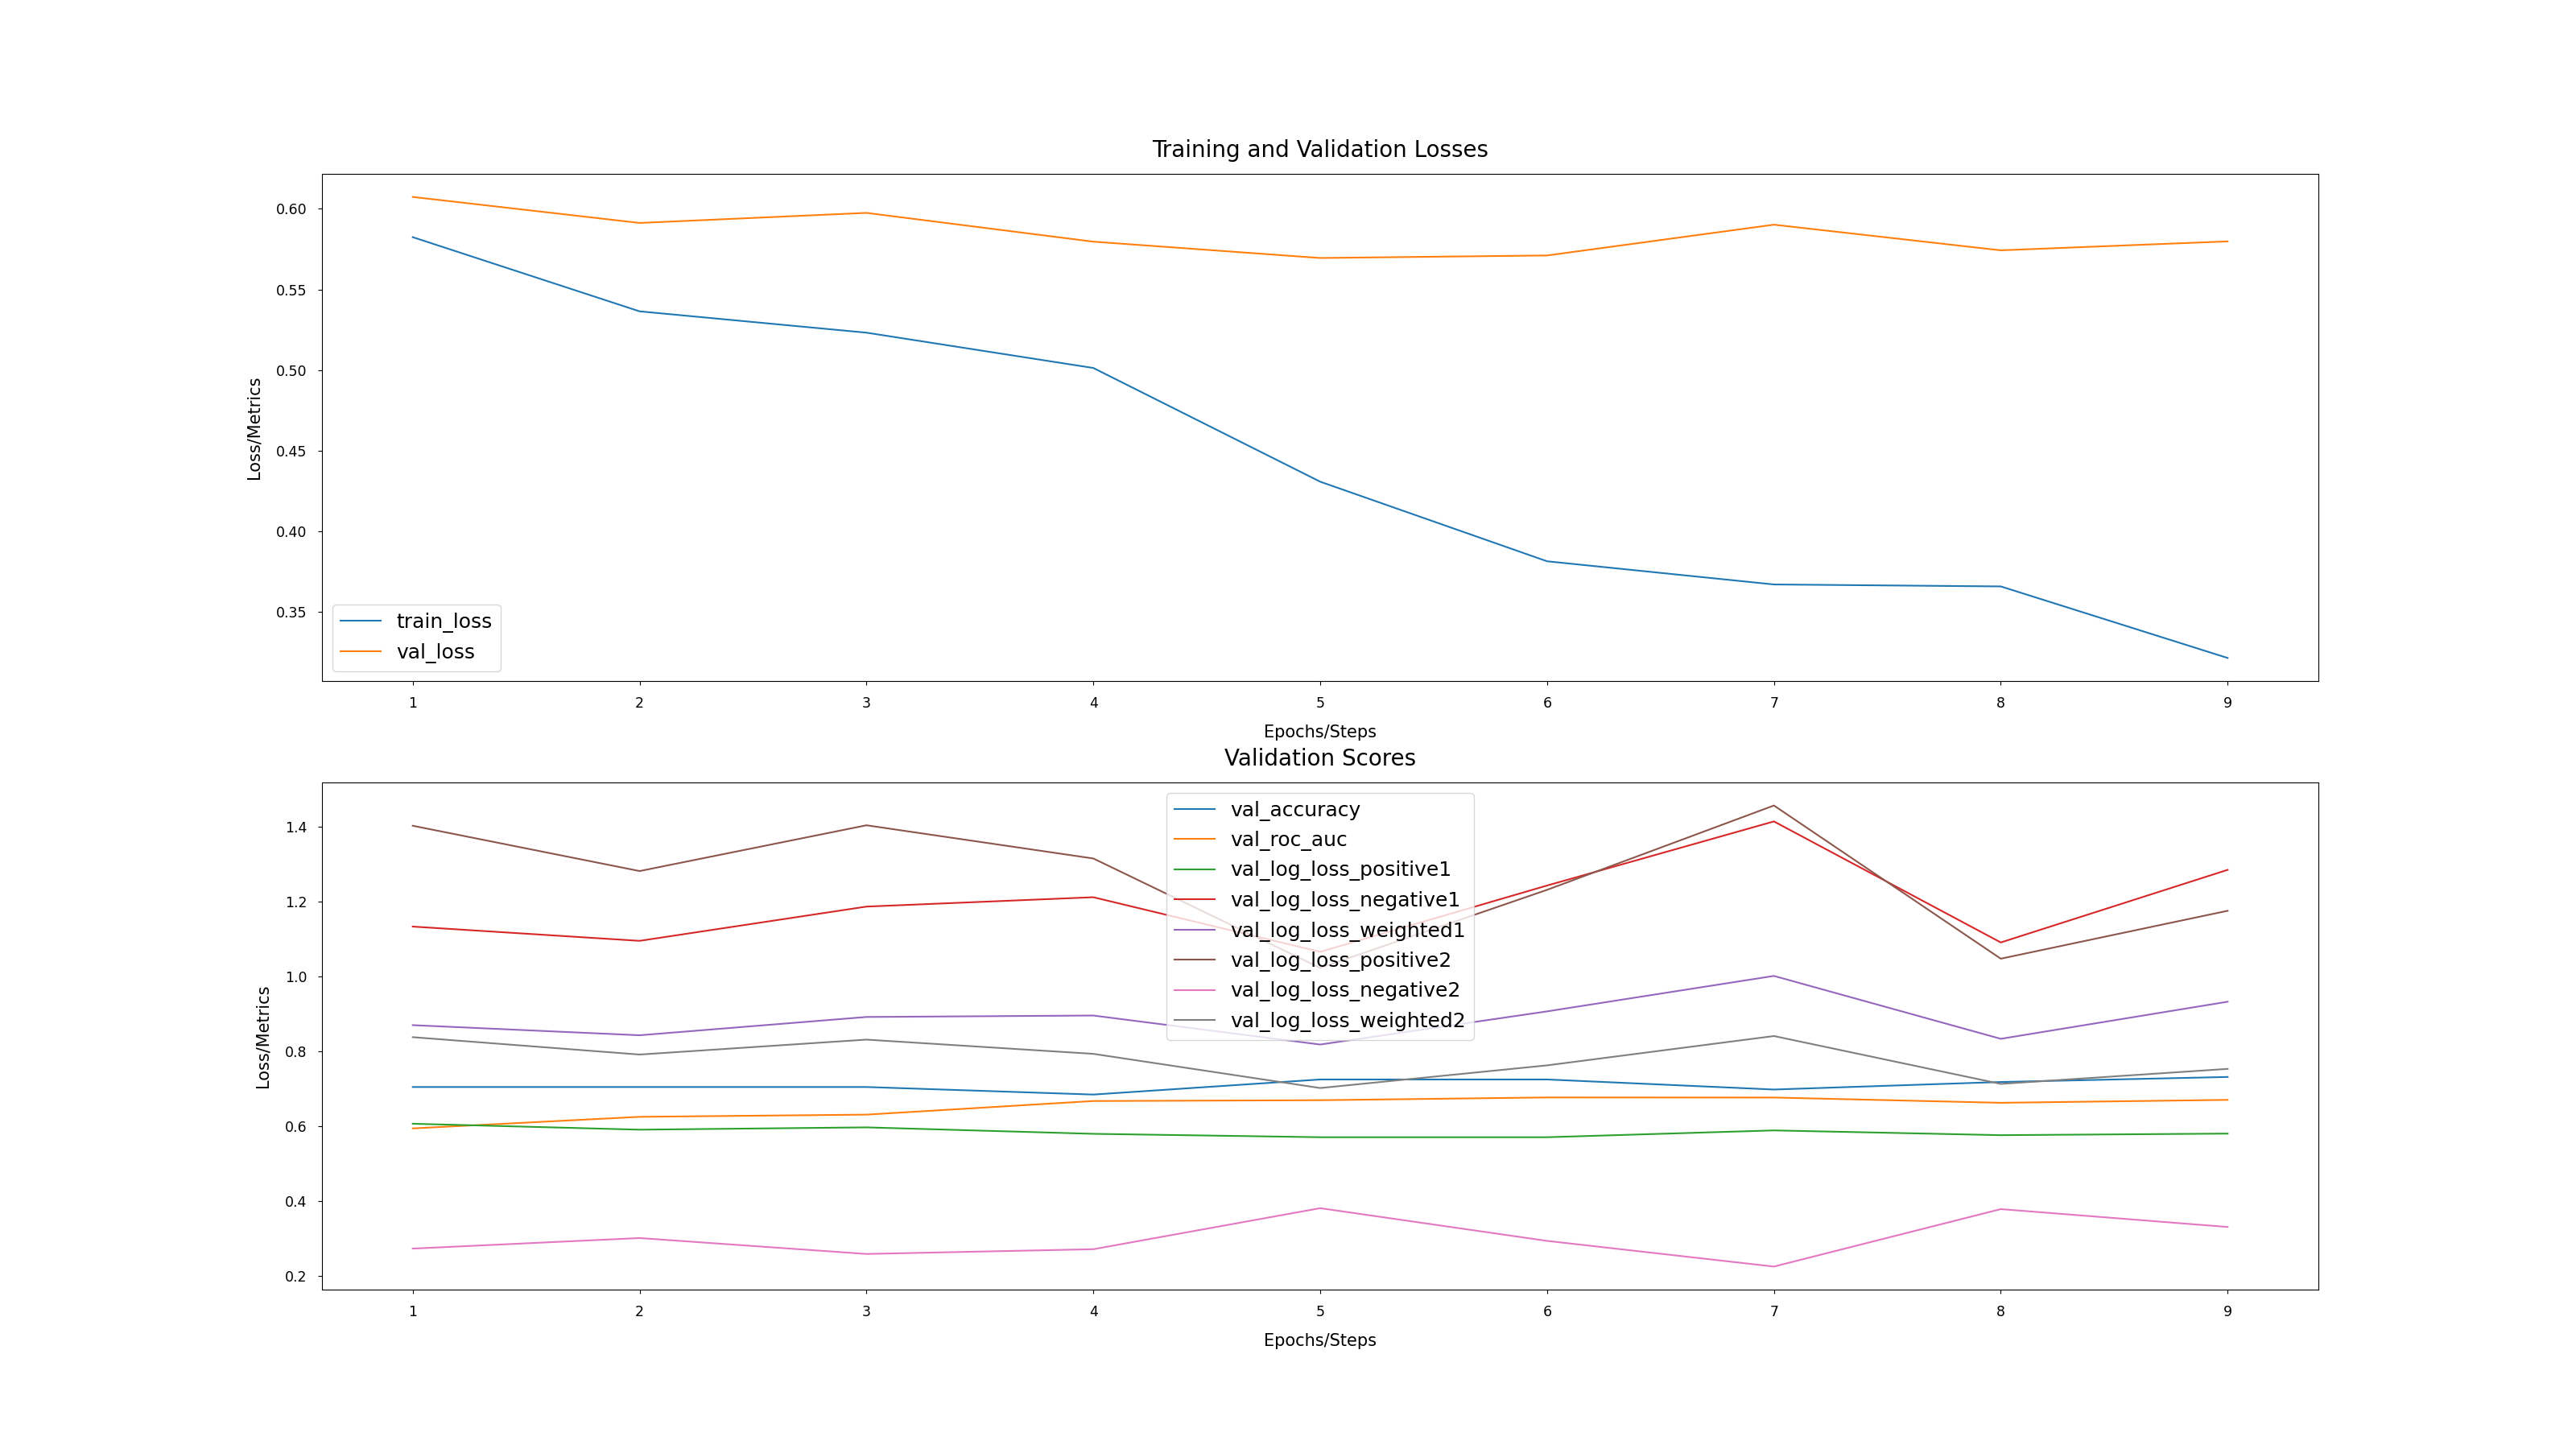 Training and Validation Losses
Loss/Metrics
0.60
0.55
0.50
0.45
0.40
0.35
train_loss
val_loss
1 2 3 4 5 6 7 8 9
Epochs/Steps
Validation Scores
Loss/Metrics
1.4
1.2
1.0
0.8
0.6
0.4
0.2
val_accuracy
val_roc_auc
val_log_loss_positive1
val_log_loss_negative1
val_log_loss_weighted1
val_log_loss_positive2
val_log_loss_negative2
val_log_loss_weighted2
1 2 3 4 5 6 7 8 9
Epochs/Steps